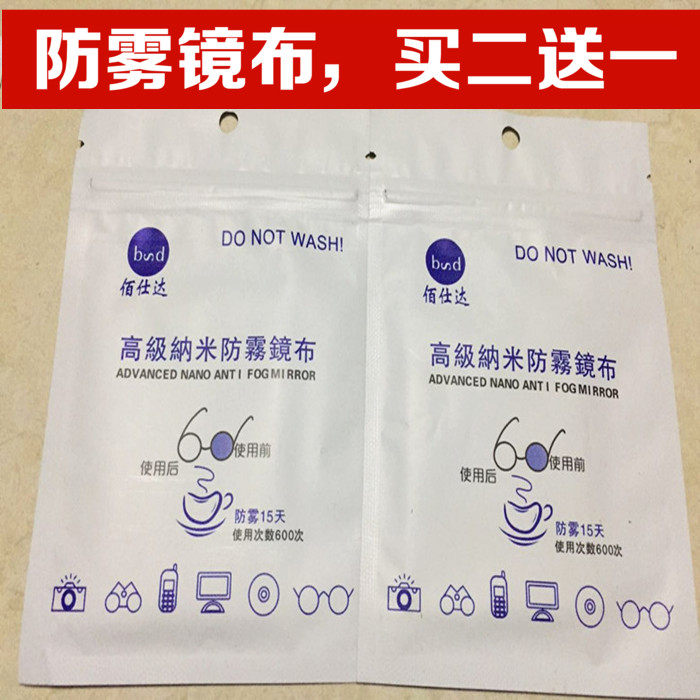 防雾镜布，买二送一
bsd
佰仕达
DO NOT WASH!
高級納米防霧鏡布
ADVANCED NANO ANTI FOGMIRROR
使用后
使用前
防雾15天
使用次數600次
bsd
佰仕达
DO NOT WASH!
高級納米防霧鏡布
ADVANCED NANO ANTI FOGMIRROR
使用后
使用前
防雾15天
使用次數600次